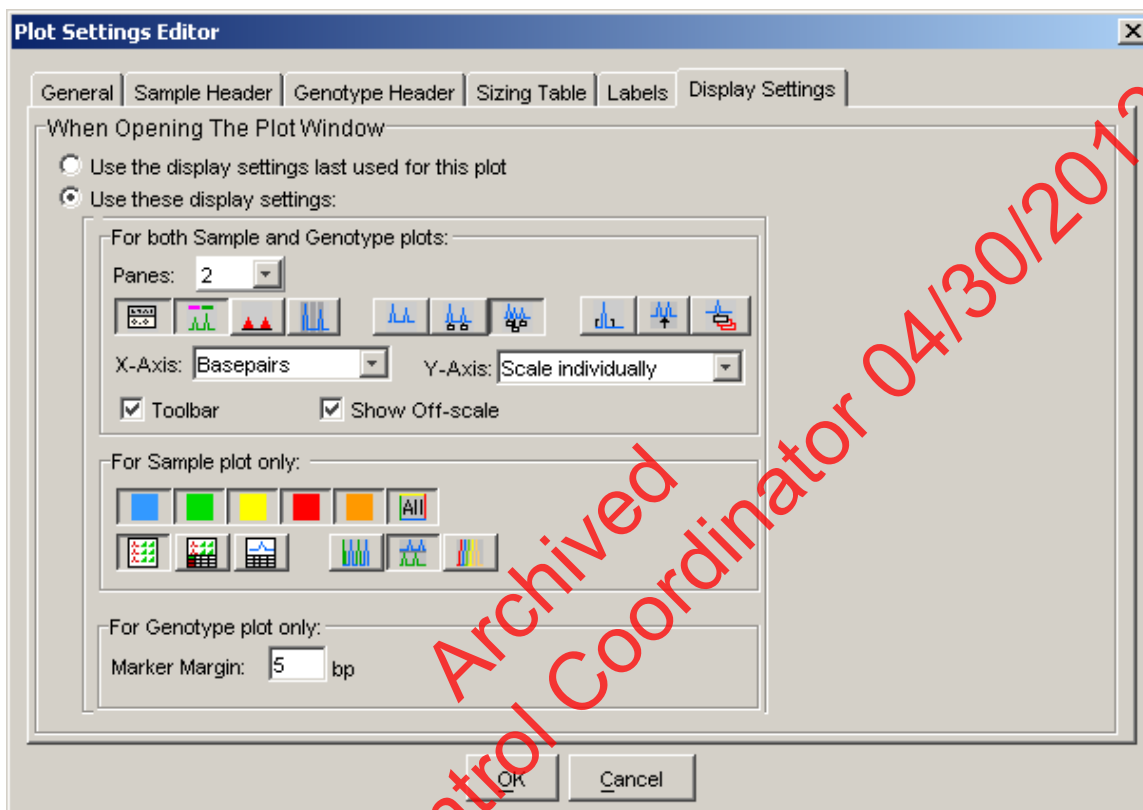 Plot Settings Editor
General
Sample Header
Genotype Header
Sizing Table
Labels
Display Settings
When Opening The Plot Window
Use the display settings last used for this plot
Use these display settings:
For both Sample and Genotype plots:
Panes: 2
X-Axis: Basepairs
Y-Axis: Scale individually
Toolbar
Show Off-scale
For Sample plot only:
All
For Genotype plot only:
Marker Margin: 5 bp
OK
Cancel
Archived
Coordinator 04/30/201